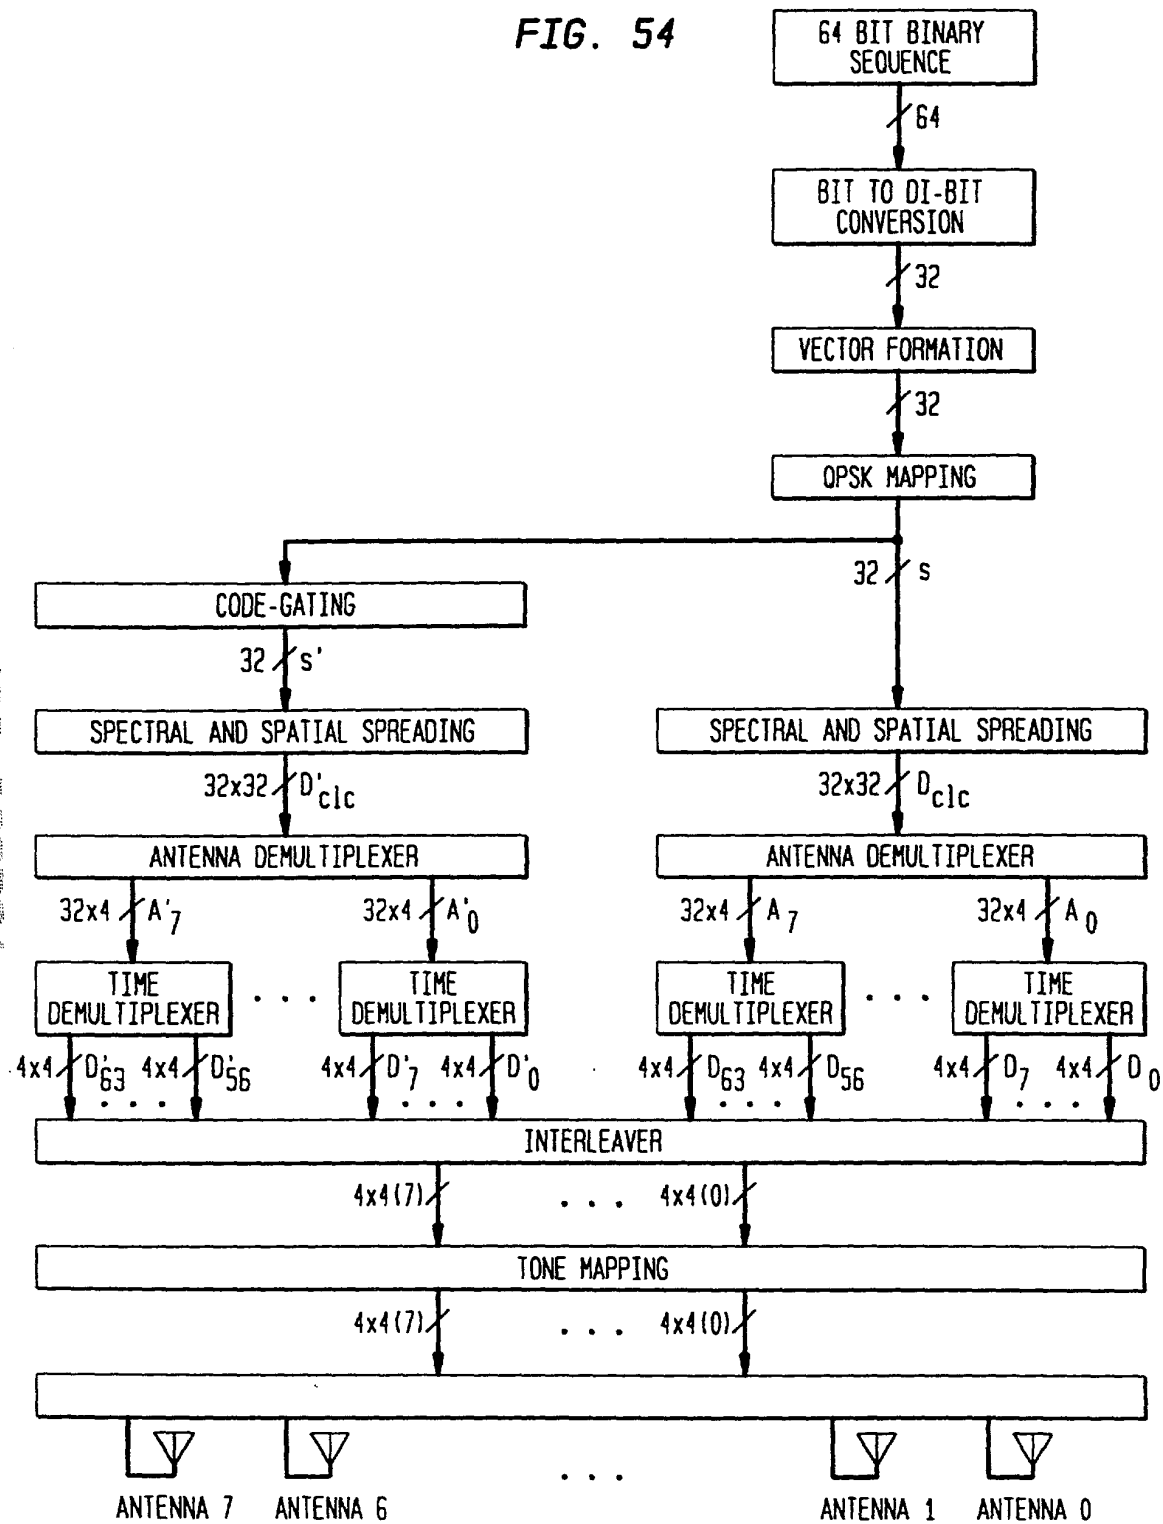 FIG. 54
64 BIT BINARY
SEQUENCE
64
BIT TO DI-BIT
CONVERSION
32
VECTOR FORMATION
32
QPSK MAPPING
32 s
CODE-GATING
32 s'
SPECTRAL AND SPATIAL SPREADING
SPECTRAL AND SPATIAL SPREADING
32x32 D'clc
32x32 Dclc
ANTENNA DEMULTIPLEXER
ANTENNA DEMULTIPLEXER
32x4 A'7
32x4 A'0
32x4 A7
32x4 A0
TIME
DEMULTIPLEXER
. . .
TIME
DEMULTIPLEXER
TIME
DEMULTIPLEXER
. . .
TIME
DEMULTIPLEXER
4x4 D'63 4x4 D'56
4x4 D'7 4x4 D'0
4x4 D63 4x4 D56
4x4 D7 4x4 D0
. . . .
. . . .
. . . .
. . .
INTERLEAVER
4x4(7) . . . 4x4(0)
TONE MAPPING
4x4(7) . . . 4x4(0)
. . .
ANTENNA 7 ANTENNA 6 ANTENNA 1 ANTENNA 0